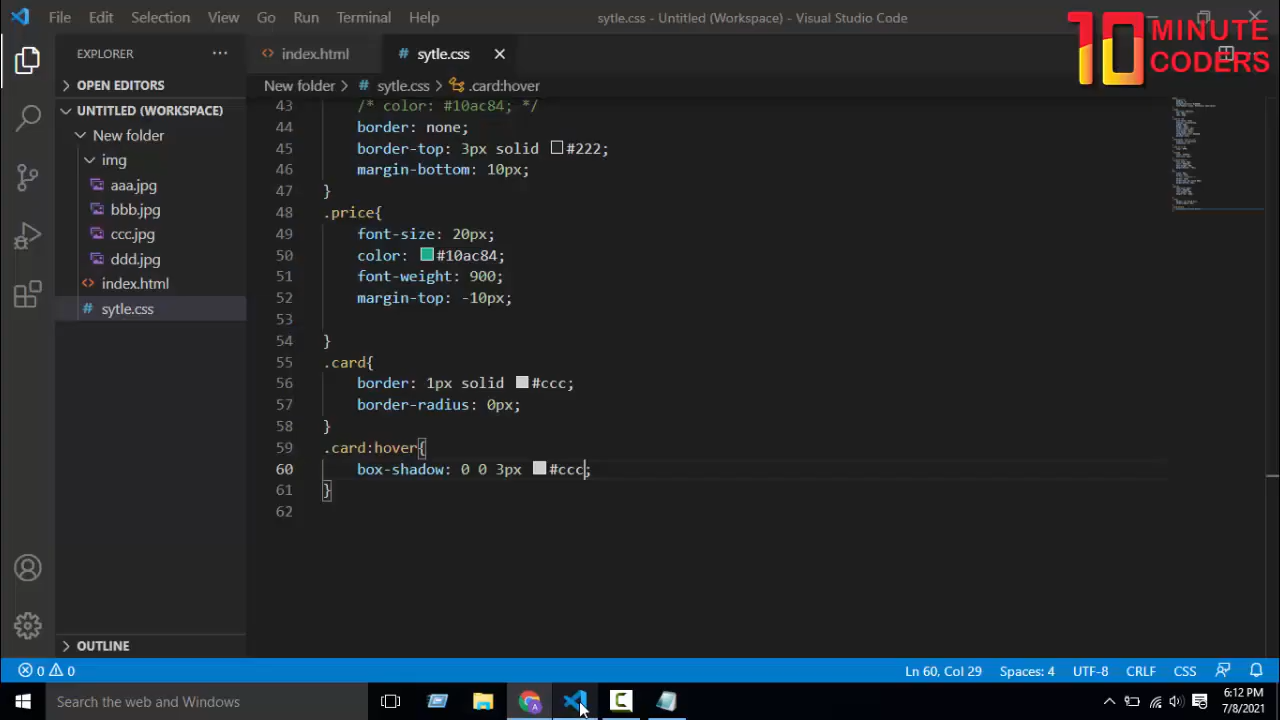 File Edit Selection View Go Run Terminal Help sytle.css - Untitled (Workspace) - Visual Studio Code
10 MINUTE CODERS
EXPLORER ···
index.html
# sytle.css
OPEN EDITORS
New folder > # sytle.css > .card:hover
UNTITLED (WORKSPACE)
New folder
img
aaa.jpg
bbb.jpg
ccc.jpg
ddd.jpg
<> index.html
# sytle.css
43 /* color: #10ac84; */
44 border: none;
45 border-top: 3px solid #222;
46 margin-bottom: 10px;
47 }
48 .price{
49 font-size: 20px;
50 color: #10ac84;
51 font-weight: 900;
52 margin-top: -10px;
53
54 }
55 .card{
56 border: 1px solid #ccc;
57 border-radius: 0px;
58 }
59 .card:hover{
60 box-shadow: 0 0 3px #ccc;
61 }
62
OUTLINE
0 0 Ln 60, Col 29 Spaces: 4 UTF-8 CRLF CSS
Search the web and Windows
6:12 PM
7/8/2021